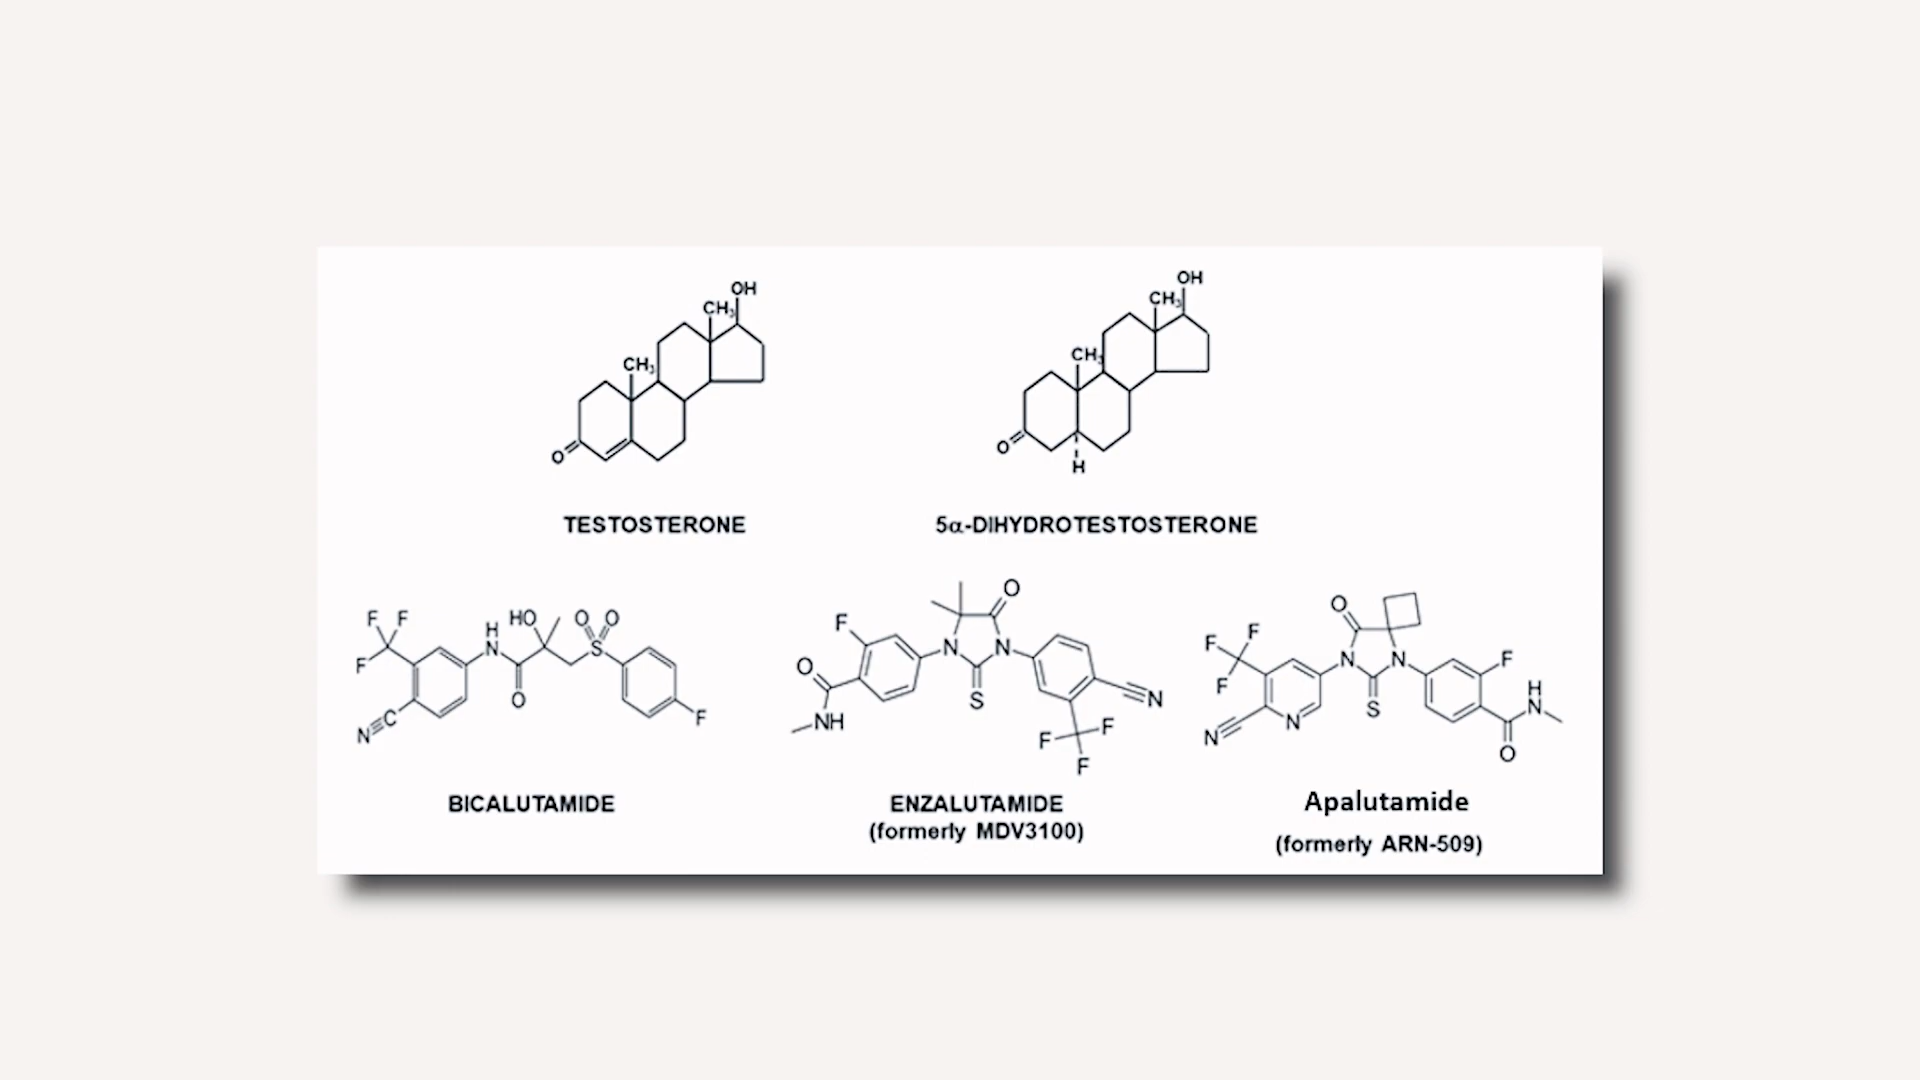 OH
CH3
CH3
O
TESTOSTERONE
OH
CH3
CH3
O
H
5α-DIHYDROTESTOSTERONE
F F
F
H
N
HO
O O
S
O
N C
F
BICALUTAMIDE
O
F
N N
O
S
NH
N
F F
F
ENZALUTAMIDE
(formerly MDV3100)
O
F
F
F
N N
F
S
H
N
N
N
O
Apalutamide
(formerly ARN-509)